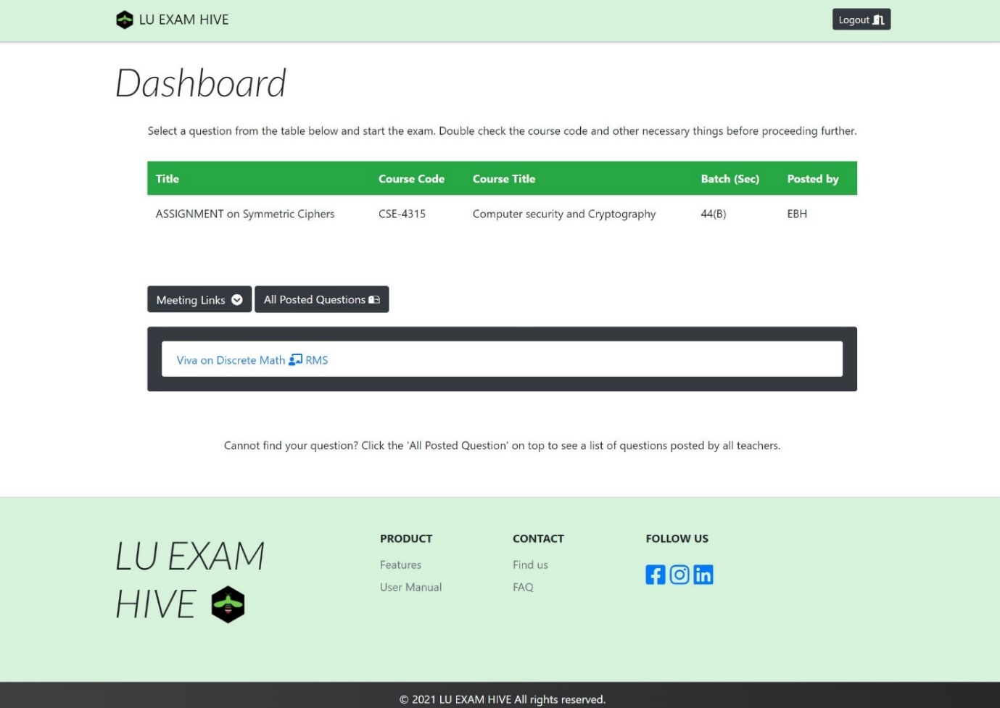 LU EXAM HIVE
Logout
Dashboard
Select a question from the table below and start the exam. Double check the course code and other necessary things before proceeding further.
Title Course Code Course Title Batch (Sec) Posted by
ASSIGNMENT on Symmetric Ciphers CSE-4315 Computer security and Cryptography 44(B) EBH
Meeting Links All Posted Questions
Viva on Discrete Math RMS
Cannot find your question? Click the 'All Posted Question' on top to see a list of questions posted by all teachers.
LU EXAM
HIVE
PRODUCT
Features
User Manual
CONTACT
Find us
FAQ
FOLLOW US
© 2021 LU EXAM HIVE All rights reserved.